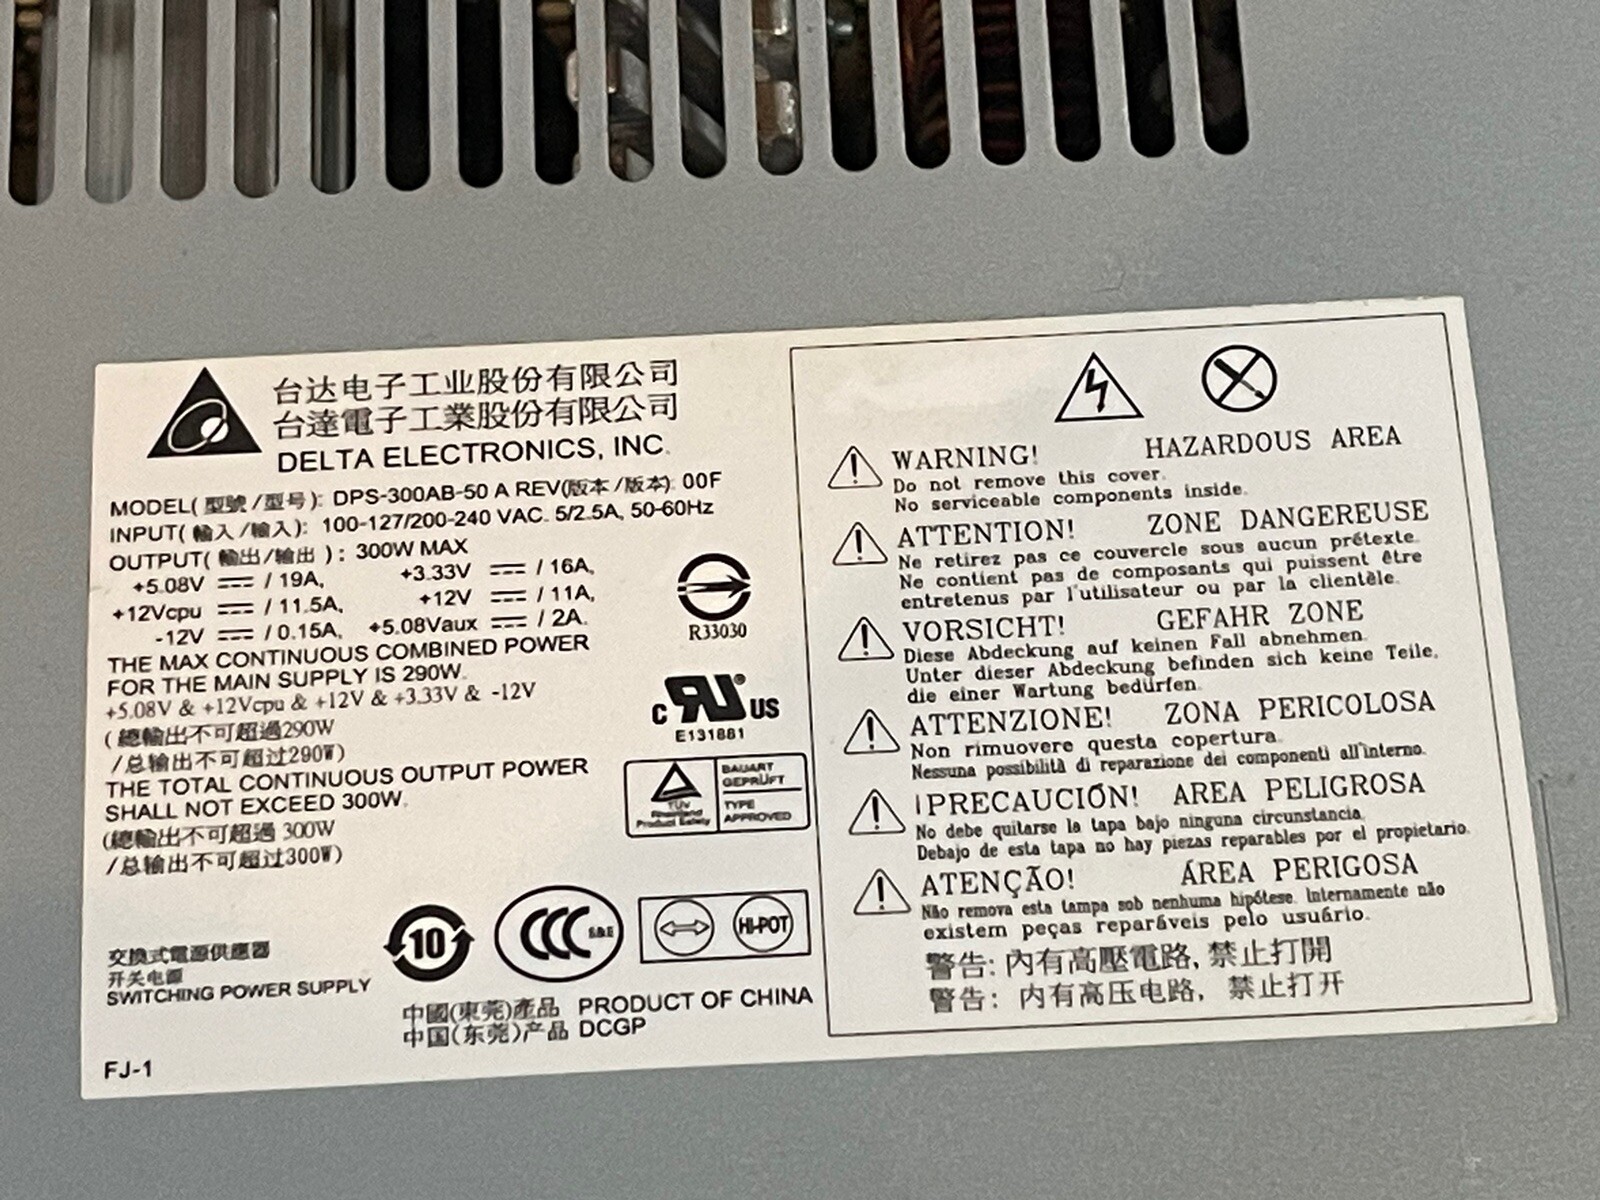 台达电子工业股份有限公司
台達電子工業股份有限公司
DELTA ELECTRONICS, INC.
MODEL( 型號 /型号 ): DPS-300AB-50 A REV(版本 /版本): 00F
INPUT( 輸入 /输入 ): 100-127/200-240 VAC. 5/2.5A, 50-60Hz
OUTPUT( 輸出/输出 ) : 300W MAX
+5.08V / 19A, +3.33V / 16A,
+12Vcpu / 11.5A, +12V / 11A,
-12V / 0.15A, +5.08Vaux / 2A.
THE MAX CONTINUOUS COMBINED POWER
FOR THE MAIN SUPPLY IS 290W.
+5.08V & +12Vcpu & +12V & +3.33V & -12V
( 總輸出不可超過290W
/总输出不可超过290W)
THE TOTAL CONTINUOUS OUTPUT POWER
SHALL NOT EXCEED 300W.
(總輸出不可超過 300W
/总输出不可超过300W)
R33030
c RU US
E131881
TÜV
Rheinland
Product Safety
BAUART
GEPRÜFT
TYPE
APPROVED
10
CCC S&E
HI-POT
交換式電源供應器
开关电源
SWITCHING POWER SUPPLY
中國(東莞)產品 PRODUCT OF CHINA
中国(东莞)产品 DCGP
FJ-1
WARNING! HAZARDOUS AREA
Do not remove this cover.
No serviceable components inside.
ATTENTION! ZONE DANGEREUSE
Ne retirez pas ce couvercle sous aucun prétexte.
Ne contient pas de composants qui puissent être
entretenus par l'utilisateur ou par la clientèle.
VORSICHT! GEFAHR ZONE
Diese Abdeckung auf keinen Fall abnehmen.
Unter dieser Abdeckung befinden sich keine Teile,
die einer Wartung bedürfen.
ATTENZIONE! ZONA PERICOLOSA
Non rimuovere questa copertura.
Nessuna possibilità di reparazione dei componenti all'interno.
¡PRECAUCIÓN! AREA PELIGROSA
No debe quitarse la tapa bajo ninguna circunstancia.
Debajo de esta tapa no hay piezas reparables por el propietario.
ATENÇÃO! ÁREA PERIGOSA
Não remova esta tampa sob nenhuma hipótese. Internamente não
existem peças reparáveis pelo usuário.
警告: 內有高壓電路, 禁止打開
警告: 内有高压电路, 禁止打开